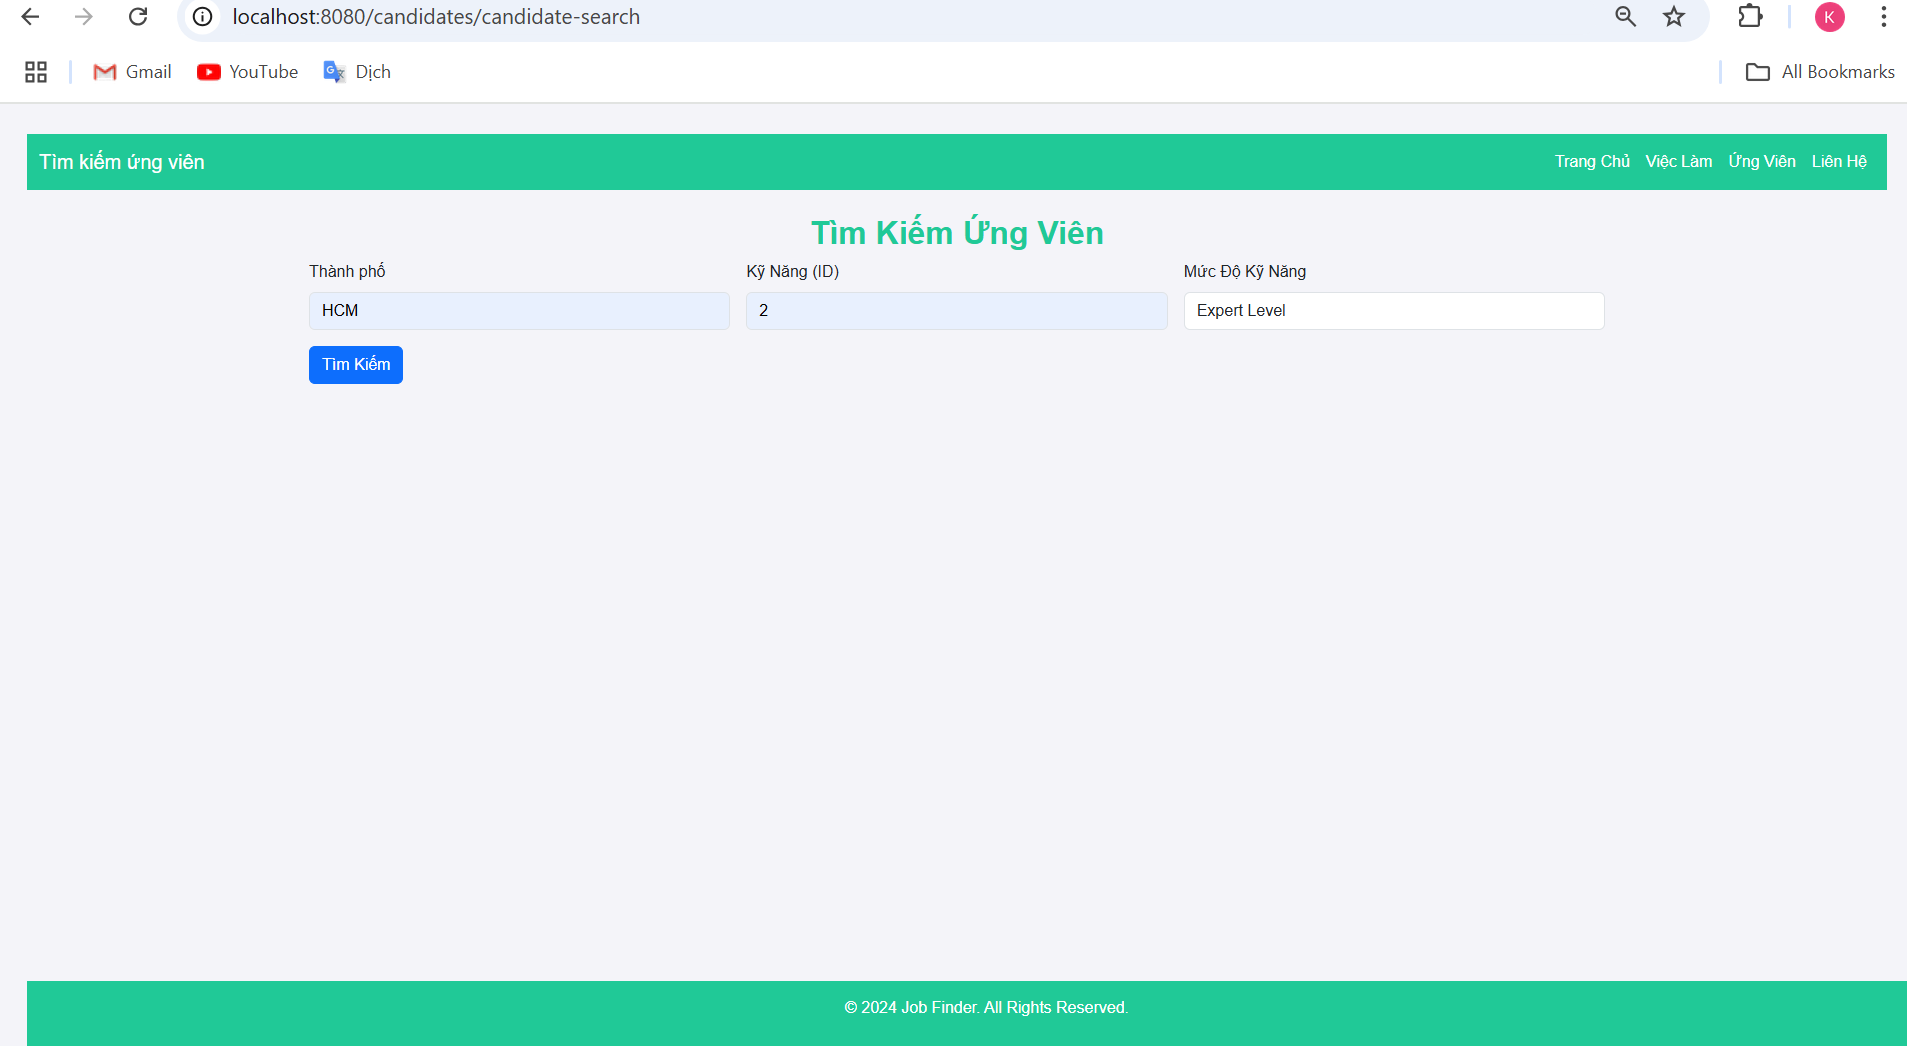 localhost:8080/candidates/candidate-search
K
Gmail YouTube Dịch All Bookmarks
Tìm kiếm ứng viên Trang Chủ Việc Làm Ứng Viên Liên Hệ
Tìm Kiếm Ứng Viên
Thành phố Kỹ Năng (ID) Mức Độ Kỹ Năng
HCM 2 Expert Level
Tìm Kiếm
© 2024 Job Finder. All Rights Reserved.